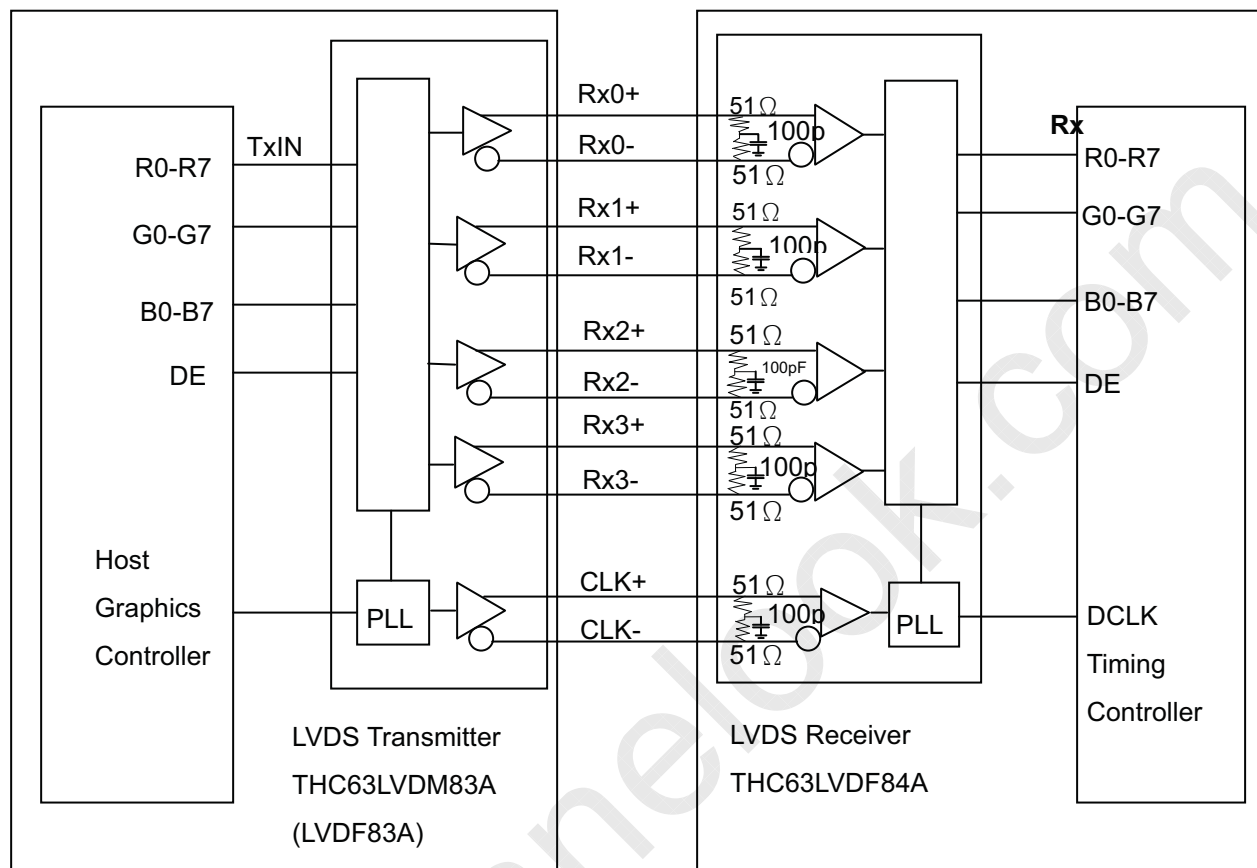 R0-R7
G0-G7
B0-B7
DE
Host
Graphics
Controller
TxIN
PLL
LVDS Transmitter
THC63LVDM83A
(LVDF83A)
Rx0+
Rx0-
Rx1+
Rx1-
Rx2+
Rx2-
Rx3+
Rx3-
CLK+
CLK-
51Ω
100p
51Ω
51Ω
100p
51Ω
51Ω
100pF
51Ω
51Ω
100p
51Ω
51Ω
100p
51Ω
PLL
LVDS Receiver
THC63LVDF84A
Rx
R0-R7
G0-G7
B0-B7
DE
DCLK
Timing
Controller
nelook.com